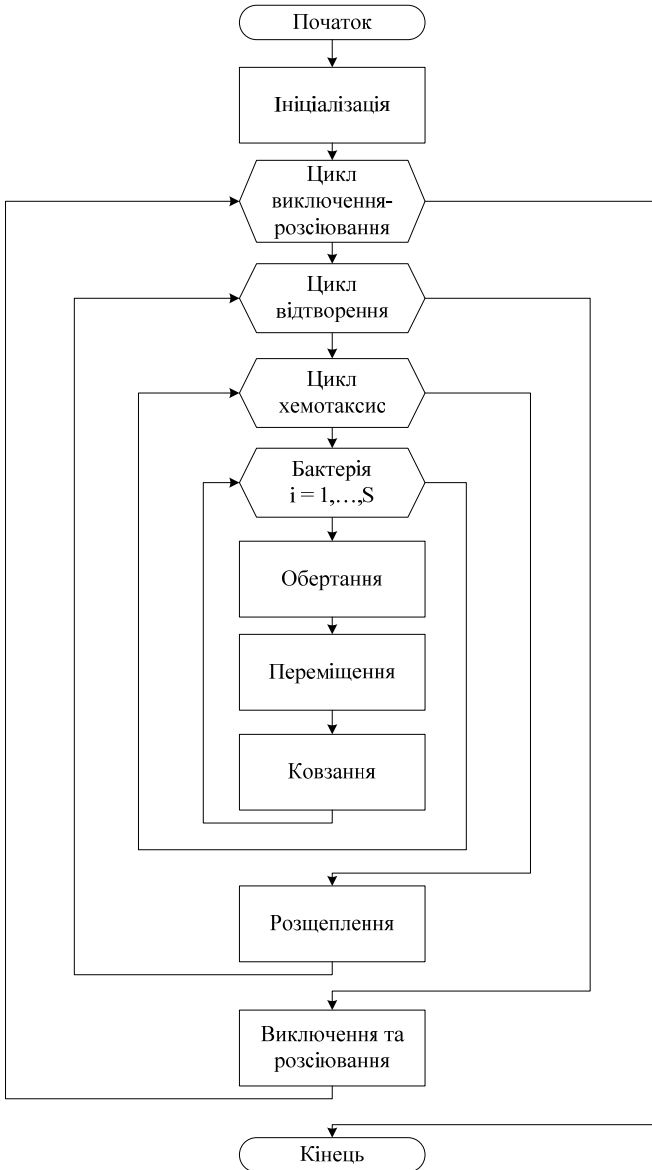 Початок
Ініціалізація
Цикл
виключення-
розсіювання
Цикл
відтворення
Цикл
хемотаксис
Бактерія
i = 1,…,S
Обертання
Переміщення
Ковзання
Розщеплення
Виключення та
розсіювання
Кінець